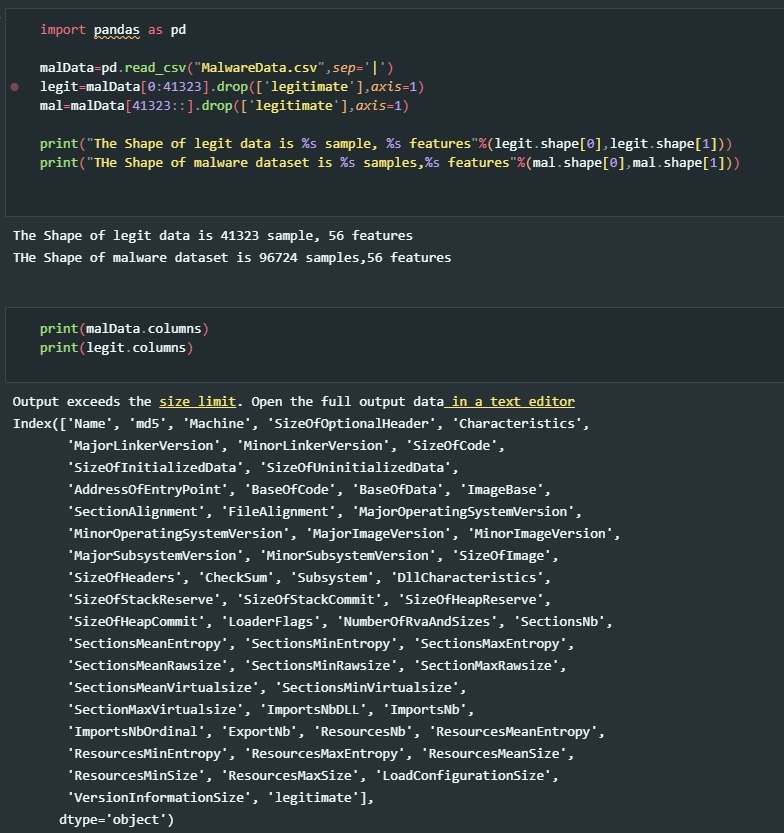 import pandas as pd
malData=pd.read_csv("MalwareData.csv",sep='|')
legit=malData[0:41323].drop(['legitimate'],axis=1)
mal=malData[41323::].drop(['legitimate'],axis=1)
print("The Shape of legit data is %s sample, %s features"%(legit.shape[0],legit.shape[1]))
print("THe Shape of malware dataset is %s samples,%s features"%(mal.shape[0],mal.shape[1]))
The Shape of legit data is 41323 sample, 56 features
THe Shape of malware dataset is 96724 samples,56 features
print(malData.columns)
print(legit.columns)
Output exceeds the size limit. Open the full output data in a text editor
Index(['Name', 'md5', 'Machine', 'SizeOfOptionalHeader', 'Characteristics',
'MajorLinkerVersion', 'MinorLinkerVersion', 'SizeOfCode',
'SizeOfInitializedData', 'SizeOfUninitializedData',
'AddressOfEntryPoint', 'BaseOfCode', 'BaseOfData', 'ImageBase',
'SectionAlignment', 'FileAlignment', 'MajorOperatingSystemVersion',
'MinorOperatingSystemVersion', 'MajorImageVersion', 'MinorImageVersion',
'MajorSubsystemVersion', 'MinorSubsystemVersion', 'SizeOfImage',
'SizeOfHeaders', 'CheckSum', 'Subsystem', 'DllCharacteristics',
'SizeOfStackReserve', 'SizeOfStackCommit', 'SizeOfHeapReserve',
'SizeOfHeapCommit', 'LoaderFlags', 'NumberOfRvaAndSizes', 'SectionsNb',
'SectionsMeanEntropy', 'SectionsMinEntropy', 'SectionsMaxEntropy',
'SectionsMeanRawsize', 'SectionsMinRawsize', 'SectionMaxRawsize',
'SectionsMeanVirtualsize', 'SectionsMinVirtualsize',
'SectionMaxVirtualsize', 'ImportsNbDLL', 'ImportsNb',
'ImportsNbOrdinal', 'ExportNb', 'ResourcesNb', 'ResourcesMeanEntropy',
'ResourcesMinEntropy', 'ResourcesMaxEntropy', 'ResourcesMeanSize',
'ResourcesMinSize', 'ResourcesMaxSize', 'LoadConfigurationSize',
'VersionInformationSize', 'legitimate'],
dtype='object')